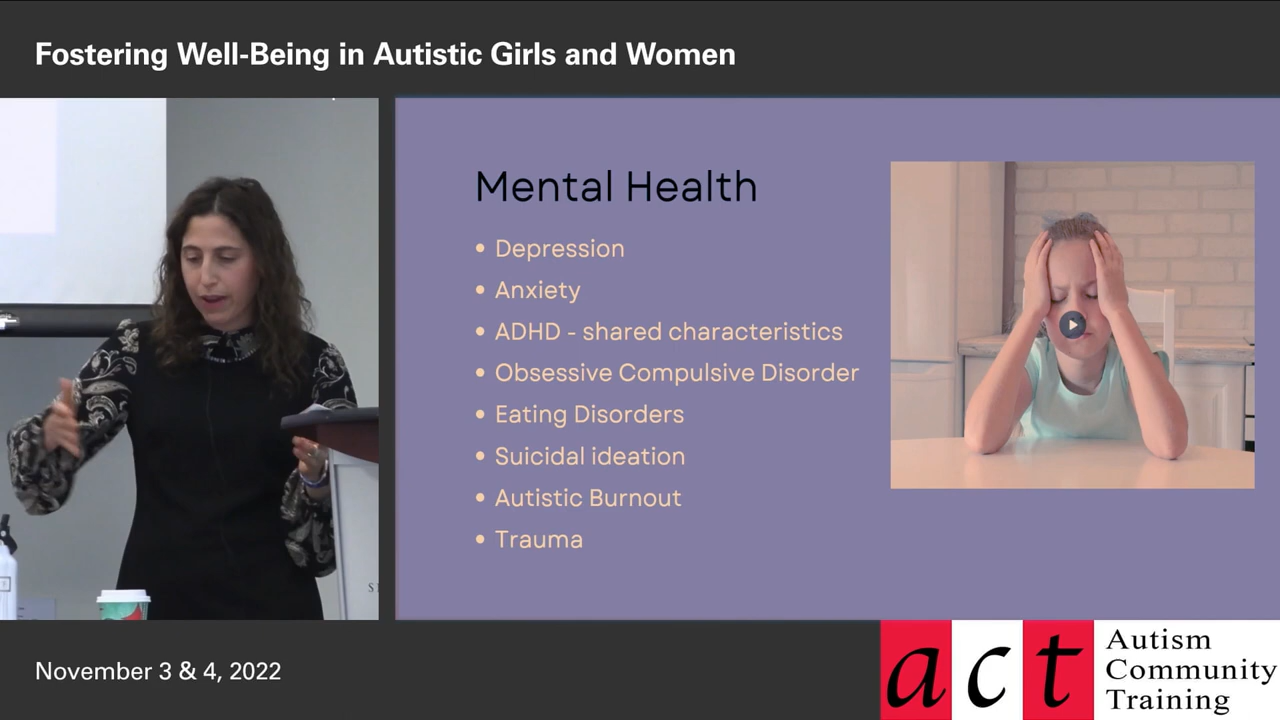 Fostering Well-Being in Autistic Girls and Women
Mental Health
• Depression
• Anxiety
• ADHD - shared characteristics
• Obsessive Compulsive Disorder
• Eating Disorders
• Suicidal ideation
• Autistic Burnout
• Trauma
November 3 & 4, 2022
act
Autism
Community
Training